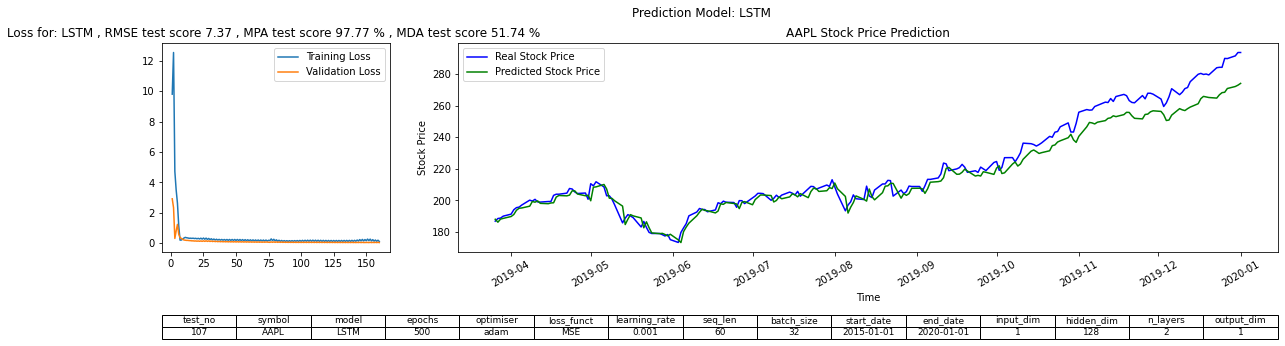 Prediction Model: LSTM
Loss for: LSTM , RMSE test score 7.37 , MPA test score 97.77 % , MDA test score 51.74 %
AAPL Stock Price Prediction
Training Loss
Validation Loss
12
10
8
6
4
2
0
0 25 50 75 100 125 150
Real Stock Price
Predicted Stock Price
Stock Price
280
260
240
220
200
180
2019-04 2019-05 2019-06 2019-07 2019-08 2019-09 2019-10 2019-11 2019-12 2020-01
Time
test_no symbol model epochs optimiser loss_funct learning_rate seq_len batch_size start_date end_date input_dim hidden_dim n_layers output_dim
107 AAPL LSTM 500 adam MSE 0.001 60 32 2015-01-01 2020-01-01 1 128 2 1